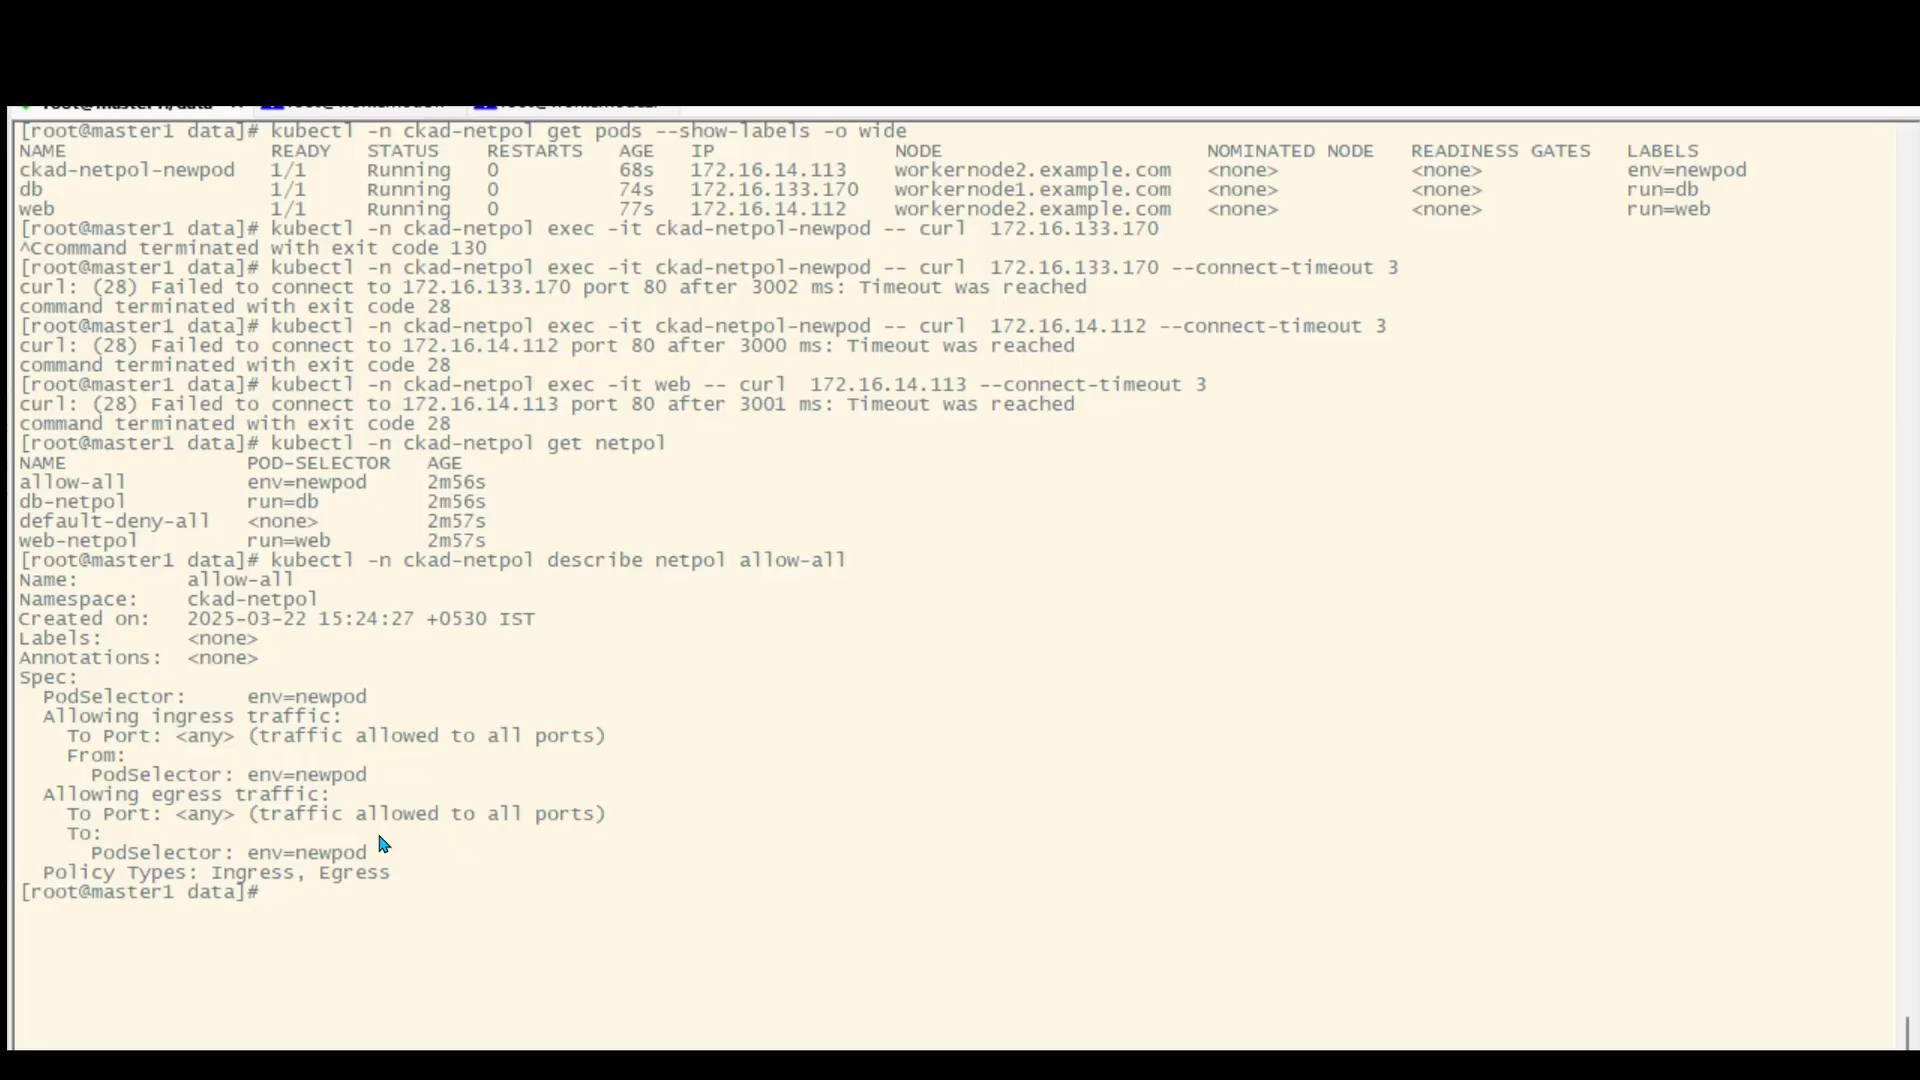 [root@master1 data]# kubectl -n ckad-netpol get pods --show-labels -o wide
NAME                 READY   STATUS    RESTARTS   AGE   IP               NODE                      NOMINATED NODE   READINESS GATES   LABELS
ckad-netpol-newpod   1/1     Running   0          68s   172.16.14.113    workernode2.example.com   <none>           <none>            env=newpod
db                   1/1     Running   0          74s   172.16.133.170   workernode1.example.com   <none>           <none>            run=db
web                  1/1     Running   0          77s   172.16.14.112    workernode2.example.com   <none>           <none>            run=web
[root@master1 data]# kubectl -n ckad-netpol exec -it ckad-netpol-newpod -- curl  172.16.133.170
^Ccommand terminated with exit code 130
[root@master1 data]# kubectl -n ckad-netpol exec -it ckad-netpol-newpod -- curl  172.16.133.170 --connect-timeout 3
curl: (28) Failed to connect to 172.16.133.170 port 80 after 3002 ms: Timeout was reached
command terminated with exit code 28
[root@master1 data]# kubectl -n ckad-netpol exec -it ckad-netpol-newpod -- curl  172.16.14.112 --connect-timeout 3
curl: (28) Failed to connect to 172.16.14.112 port 80 after 3000 ms: Timeout was reached
command terminated with exit code 28
[root@master1 data]# kubectl -n ckad-netpol exec -it web -- curl  172.16.14.113 --connect-timeout 3
curl: (28) Failed to connect to 172.16.14.113 port 80 after 3001 ms: Timeout was reached
command terminated with exit code 28
[root@master1 data]# kubectl -n ckad-netpol get netpol
NAME               POD-SELECTOR   AGE
allow-all          env=newpod     2m56s
db-netpol          run=db         2m56s
default-deny-all   <none>         2m57s
web-netpol         run=web        2m57s
[root@master1 data]# kubectl -n ckad-netpol describe netpol allow-all
Name:         allow-all
Namespace:    ckad-netpol
Created on:   2025-03-22 15:24:27 +0530 IST
Labels:       <none>
Annotations:  <none>
Spec:
  PodSelector:     env=newpod
  Allowing ingress traffic:
    To Port: <any> (traffic allowed to all ports)
    From:
      PodSelector: env=newpod
  Allowing egress traffic:
    To Port: <any> (traffic allowed to all ports)
    To:
      PodSelector: env=newpod
  Policy Types: Ingress, Egress
[root@master1 data]#